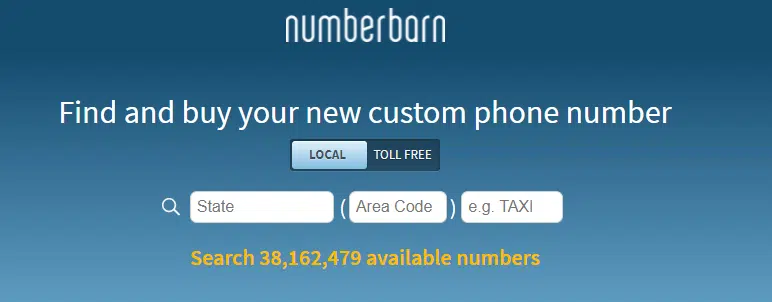 numberbarn
Find and buy your new custom phone number
LOCAL TOLL FREE
State ( Area Code ) e.g. TAXI
Search 38,162,479 available numbers